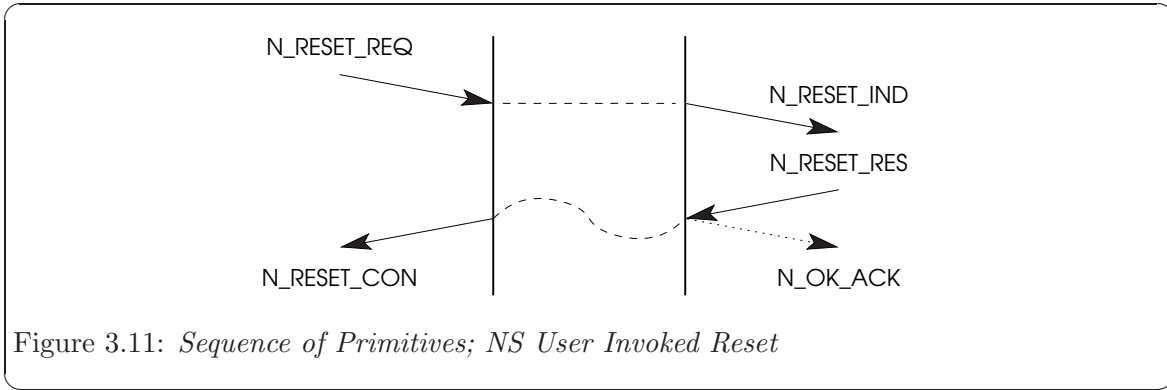 N_RESET_REQ
N_RESET_IND
N_RESET_RES
N_RESET_CON
N_OK_ACK
Figure 3.11: Sequence of Primitives; NS User Invoked Reset